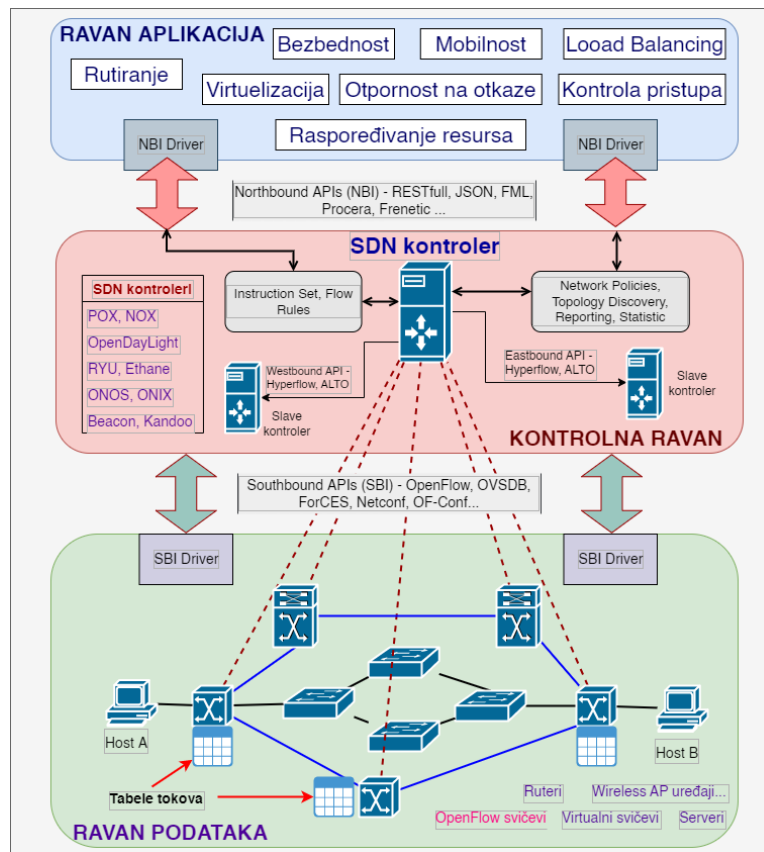 RAVAN APLIKACIJA
Bezbednost
Mobilnost
Looad Balancing
Rutiranje
Virtuelizacija
Otpornost na otkaze
Kontrola pristupa
Raspoređivanje resursa
NBI Driver
NBI Driver
Northbound APIs (NBI) - RESTfull, JSON, FML,
Procera, Frenetic ...
SDN kontroler
SDN kontroleri
POX, NOX
OpenDayLight
RYU, Ethane
ONOS, ONIX
Beacon, Kandoo
Instruction Set, Flow
Rules
Network Policies,
Topology Discovery,
Reporting, Statistic
Westbound API -
Hyperflow, ALTO
Eastbound API -
Hyperflow, ALTO
Slave
kontroler
Slave
kontroler
KONTROLNA RAVAN
Southbound APIs (SBI) - OpenFlow, OVSDB,
ForCES, Netconf, OF-Conf...
SBI Driver
SBI Driver
Host A
Host B
Tabele tokova
Ruteri
Wireless AP uređaji...
OpenFlow svičevi
Virtualni svičevi
Serveri
RAVAN PODATAKA